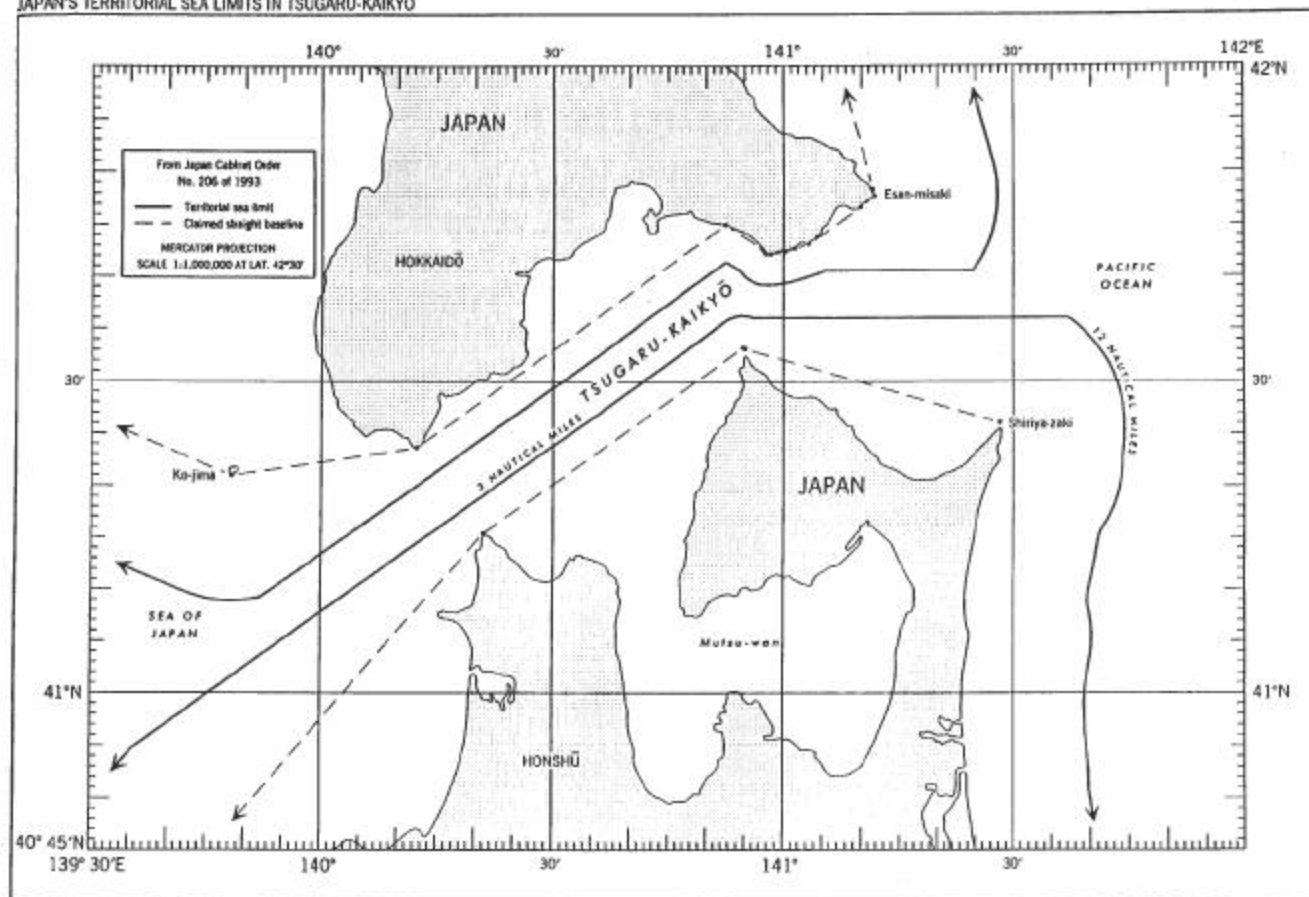 JAPAN'S TERRITORIAL SEA LIMITS IN TSUGARU-KAIKYO
140° 30' 141° 30' 142°E
42°N
JAPAN
From Japan Cabinet Order
No. 206 of 1993
Territorial sea limit
Claimed straight baseline
MERCATOR PROJECTION
SCALE 1:1,000,000 AT LAT. 42°30'
Esan-misaki
HOKKAIDŌ
PACIFIC
OCEAN
TSUGARU-KAIKYŌ
12 NAUTICAL MILES
30' 30'
3 NAUTICAL MILES
Shiriya-zaki
Ko-jima
JAPAN
SEA OF
JAPAN
Mutsu-wan
41°N 41°N
HONSHŪ
40° 45'N
139° 30'E 140° 30' 141° 30'